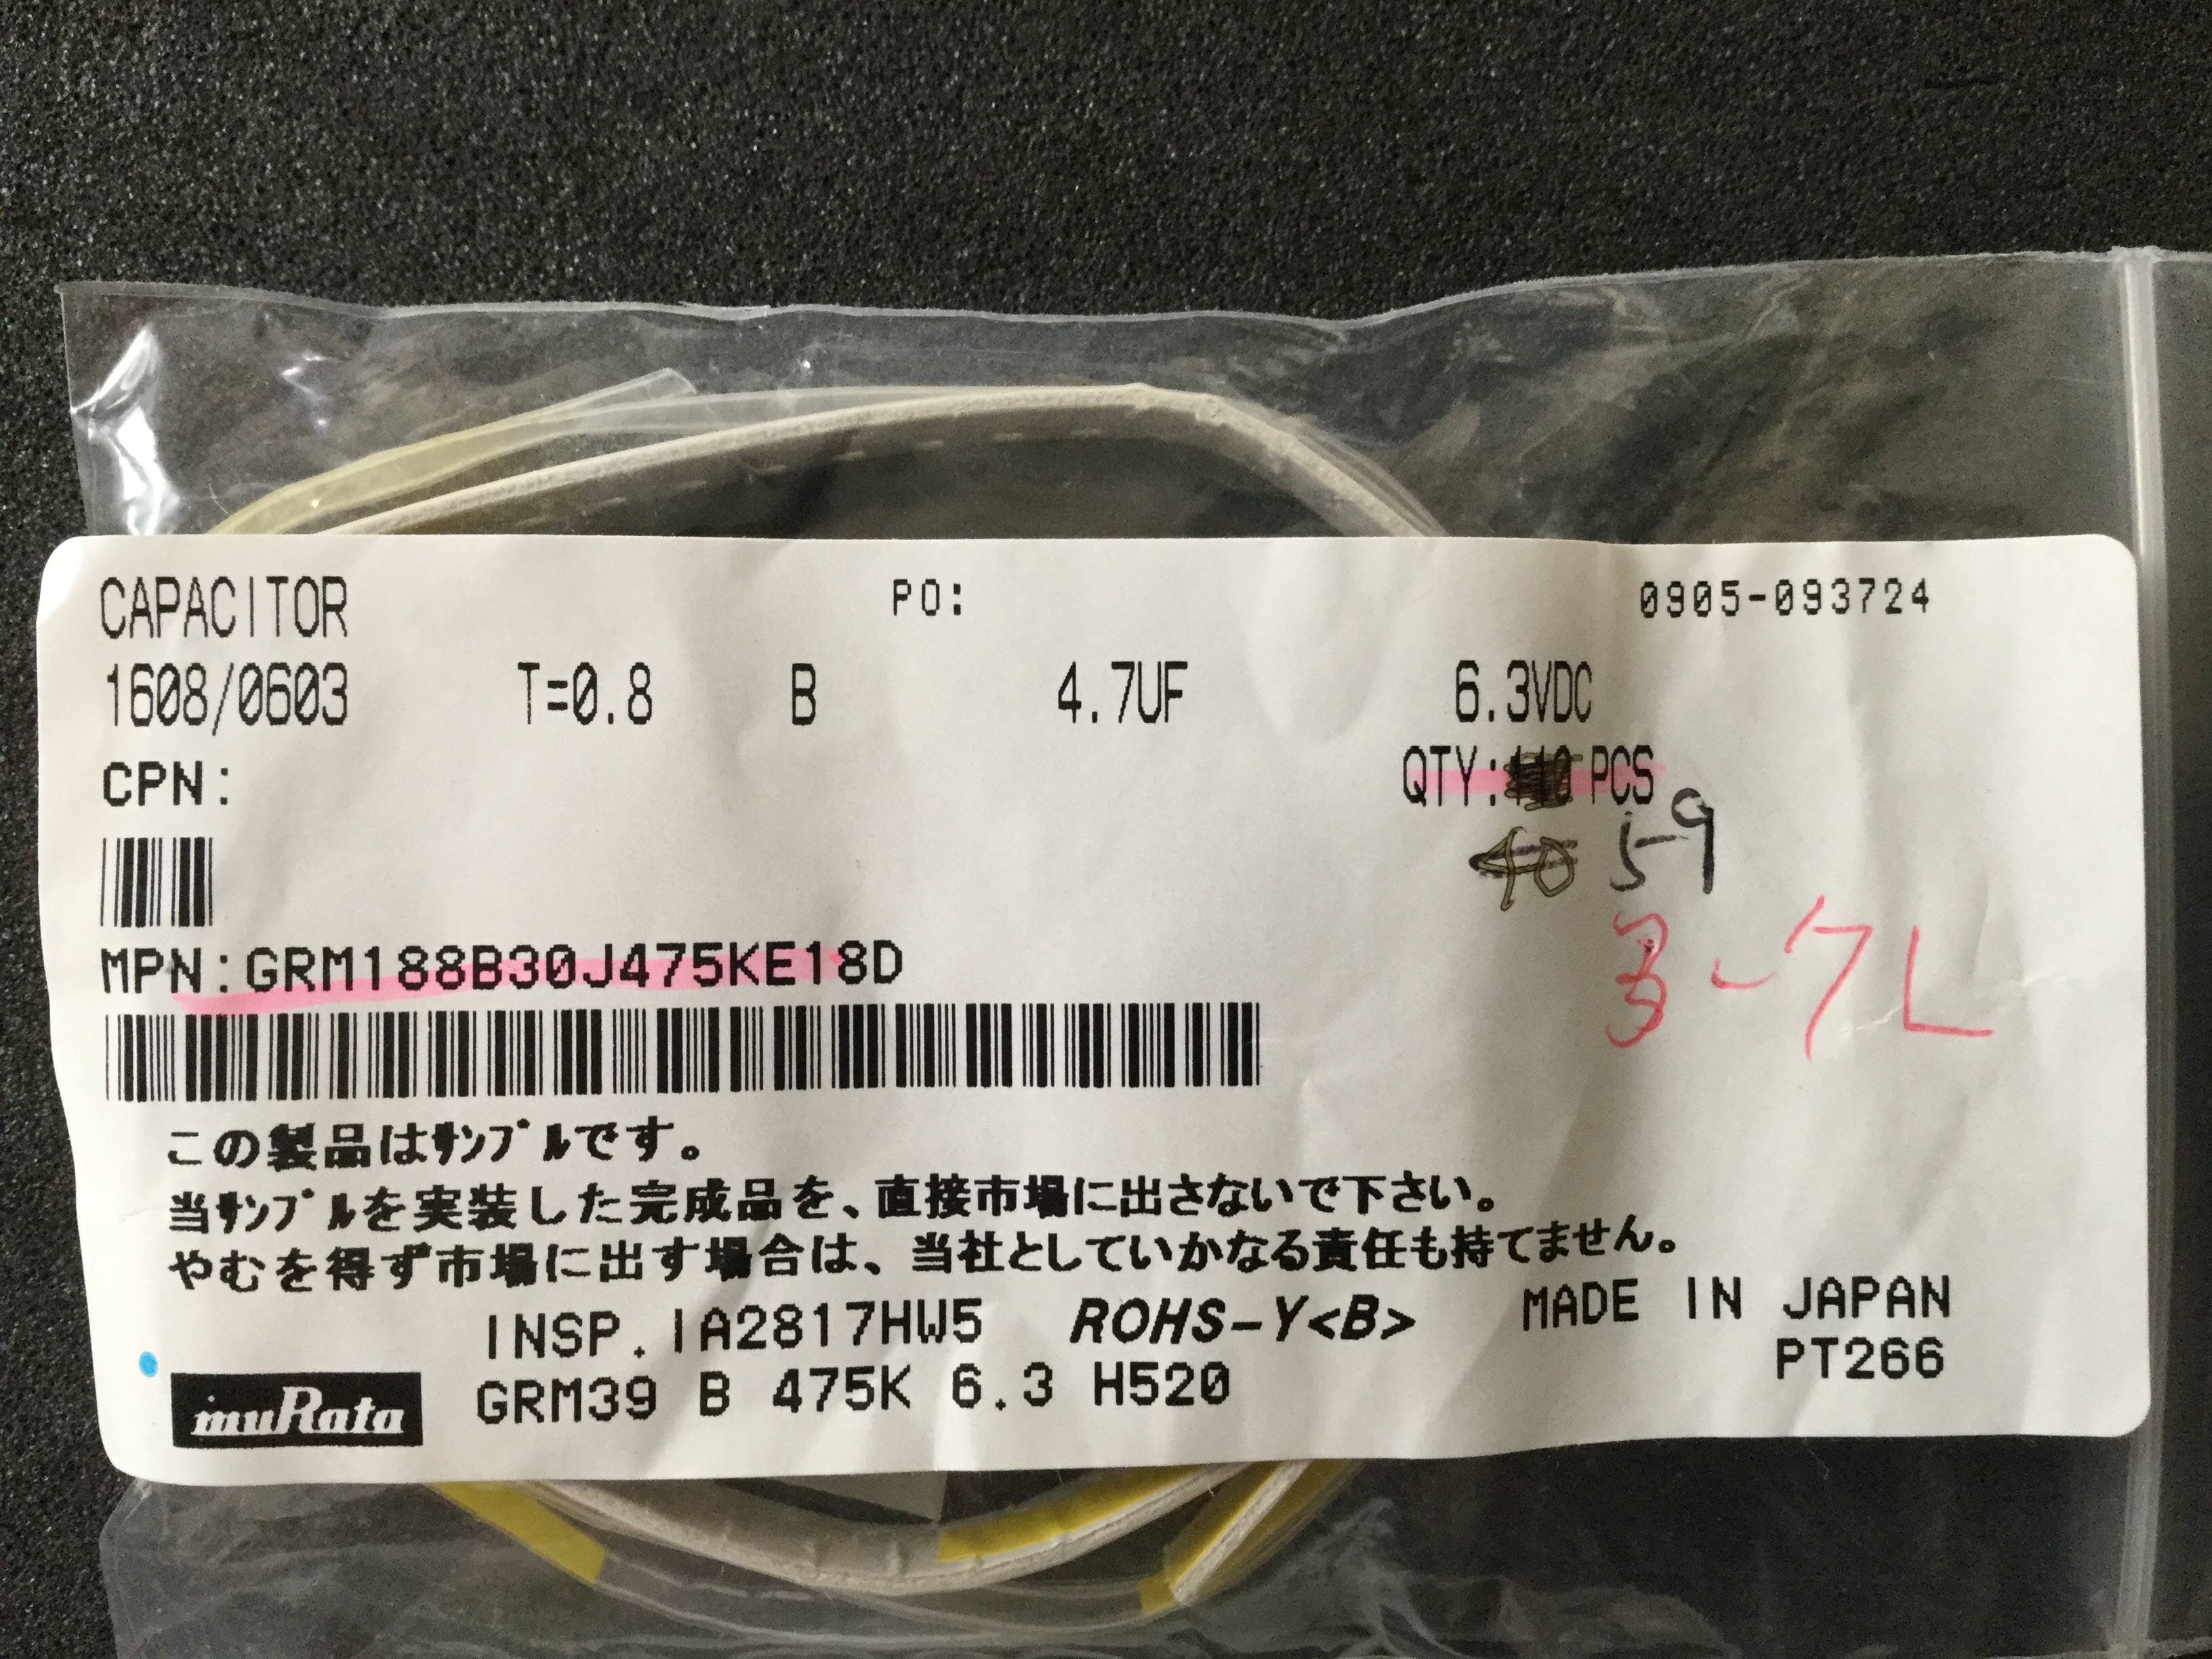 CAPACITOR PO: 0905-093724
1608/0603 T=0.8 B 4.7UF 6.3VDC
CPN: QTY:110 PCS
40 59
MPN:GRM188B30J475KE18D
3-7L
この製品はｻﾝﾌﾟﾙです。
当ｻﾝﾌﾟﾙを実装した完成品を、直接市場に出さないで下さい。
やむを得ず市場に出す場合は、当社としていかなる責任も持てません。
INSP.IA2817HW5 ROHS-Y<B> MADE IN JAPAN
PT266
muRata GRM39 B 475K 6.3 H520